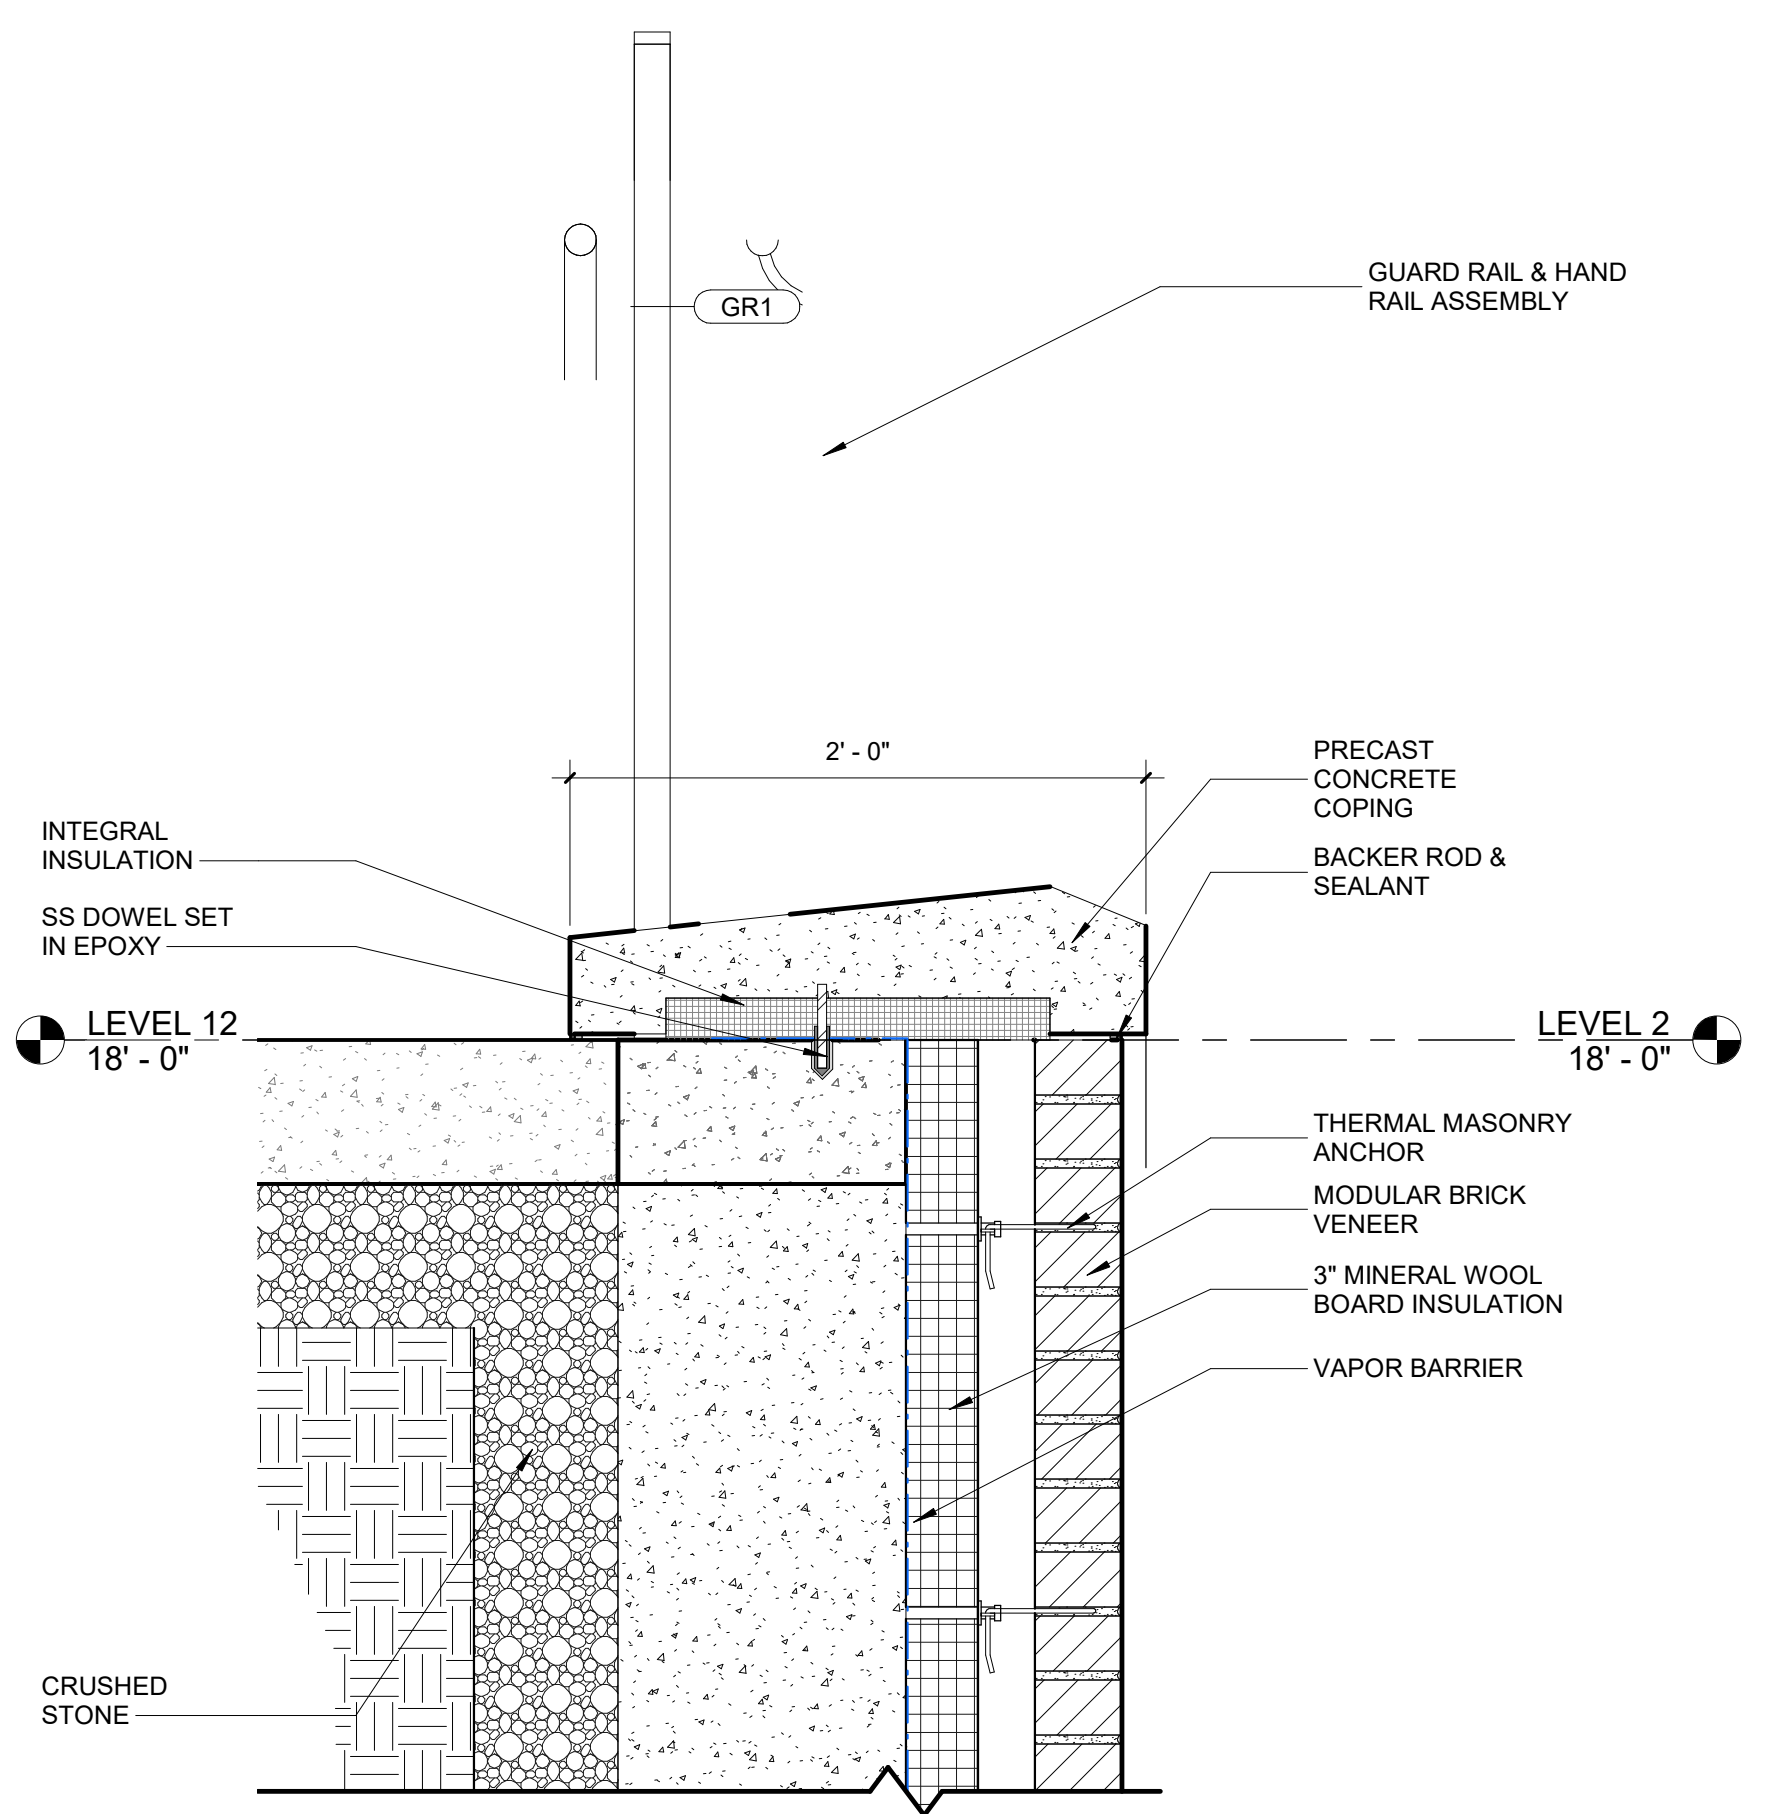 GUARD RAIL & HAND
RAIL ASSEMBLY
GR1
2' - 0"
PRECAST
CONCRETE
COPING
INTEGRAL
INSULATION
BACKER ROD &
SEALANT
SS DOWEL SET
IN EPOXY
LEVEL 12
18' - 0"
LEVEL 2
18' - 0"
THERMAL MASONRY
ANCHOR
MODULAR BRICK
VENEER
3" MINERAL WOOL
BOARD INSULATION
VAPOR BARRIER
CRUSHED
STONE